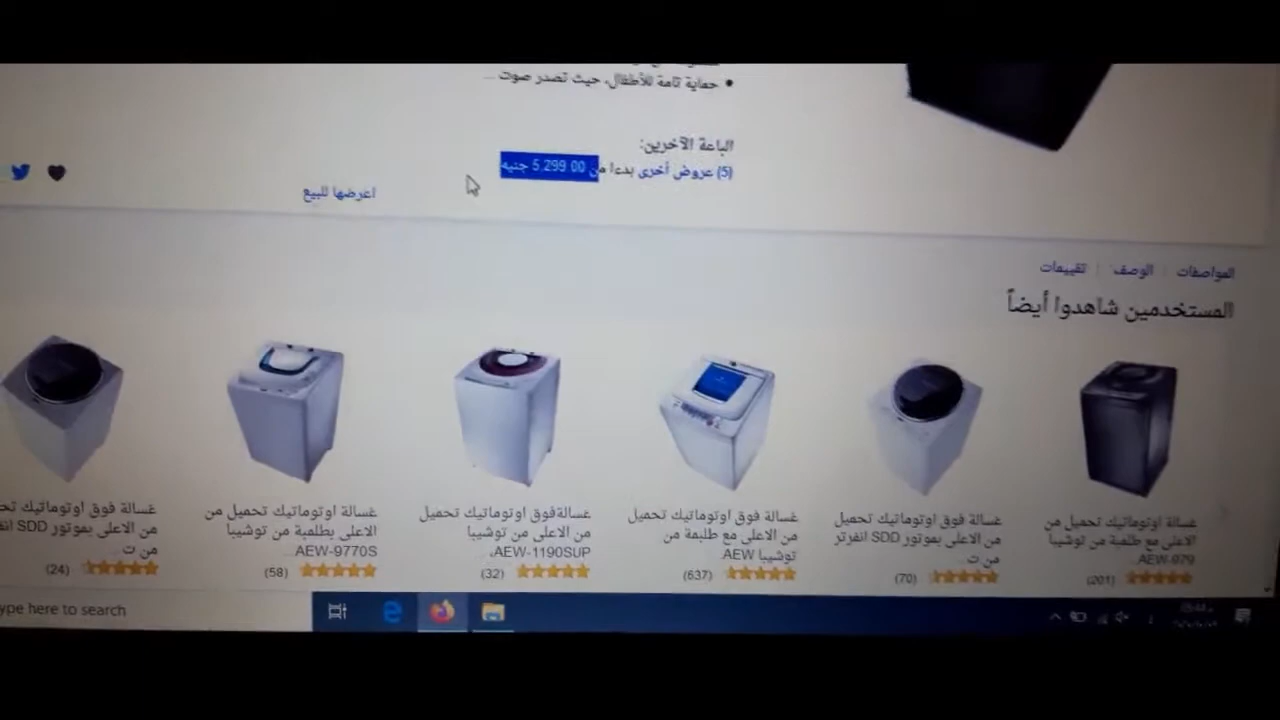 • حماية تامة للأطفال، حيث تصدر صوت ...
الباعة الآخرين:
(5) عروض أخرى بدءا من 5,299.00 جنيه
اعرضها للبيع
المواصفات | الوصف | تقييمات
المستخدمين شاهدوا أيضاً
غسالة اوتوماتيك تحميل من
الاعلى مع طلمبة من توشيبا
AEW-979...
(201)
غسالة فوق اوتوماتيك تحميل
من الاعلى بموتور SDD انفرتر
من ت...
(70)
غسالة فوق اوتوماتيك تحميل
من الاعلى مع طلمبة من
توشيبا AEW...
(637)
غسالةفوق اوتوماتيك تحميل
من الاعلى من توشيبا
AEW-1190SUP،
(32)
غسالة اوتوماتيك تحميل من
الاعلى بطلمبة من توشيبا
AEW-9770S...
(58)
غسالة فوق اوتوماتيك
من الاعلى بموتور SDD
من ت...
(24)
ype here to search